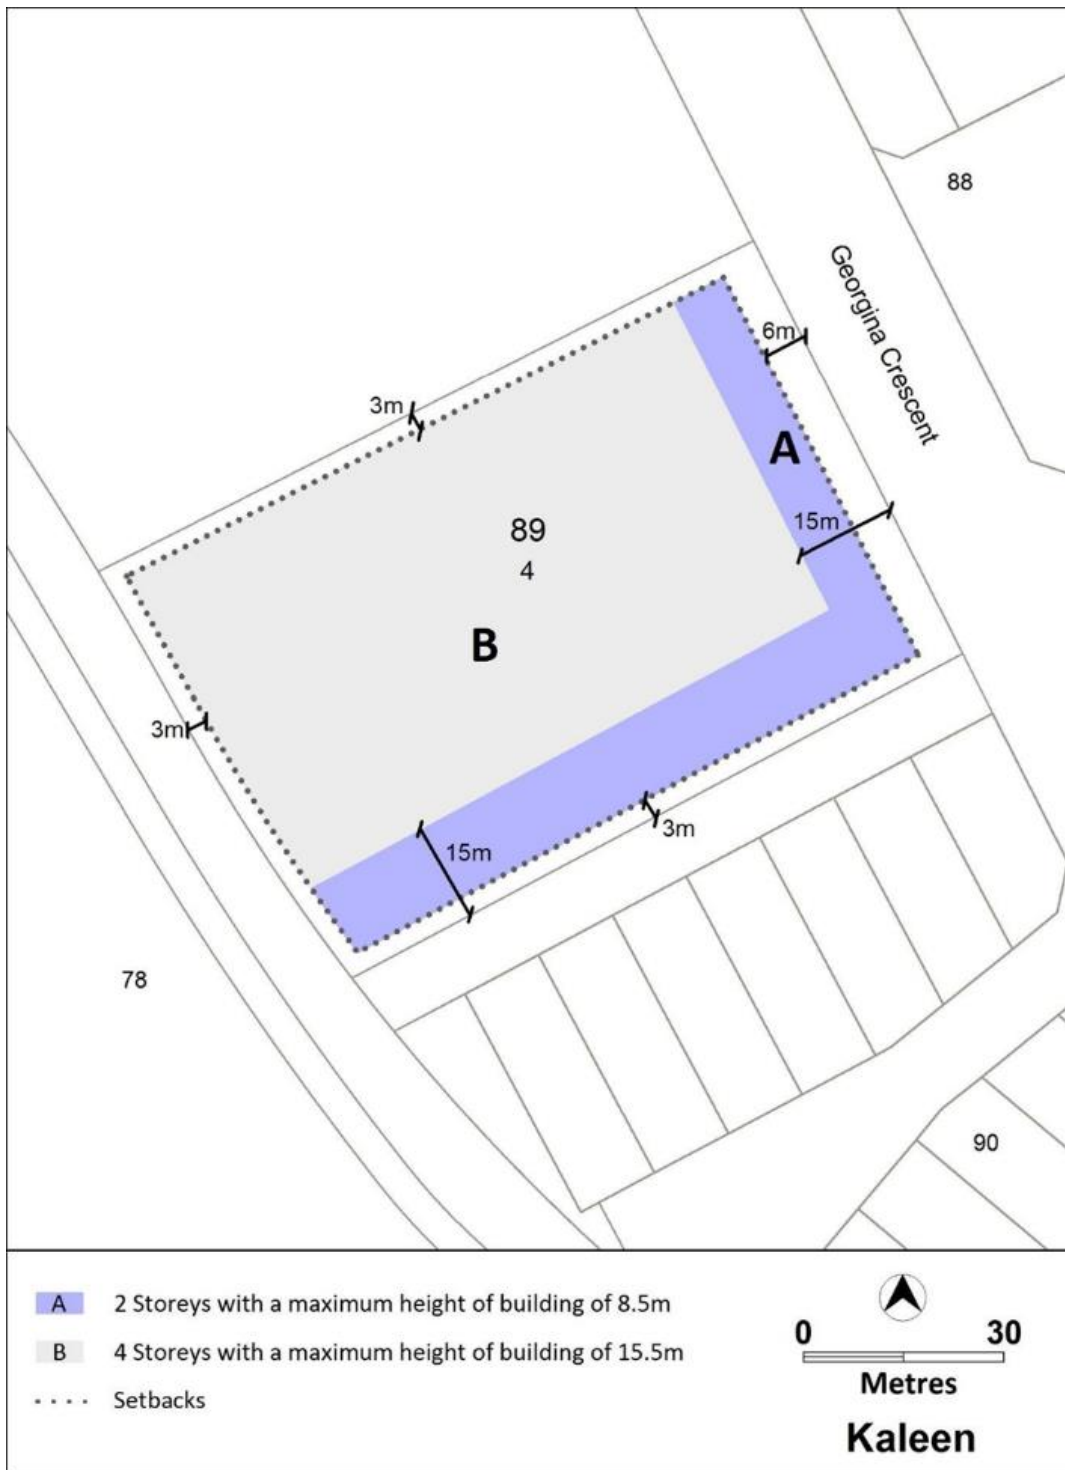 88
Georgina Crescent
6m
3m
A
15m
89
4
B
3m
3m
15m
78
90
A 2 Storeys with a maximum height of building of 8.5m
B 4 Storeys with a maximum height of building of 15.5m
Setbacks
0 30
Metres
Kaleen